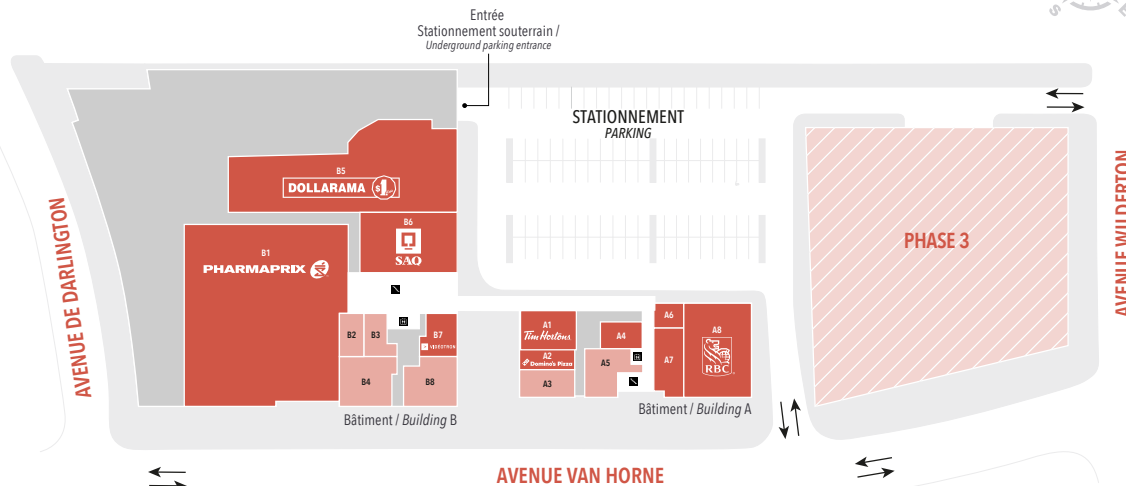 S
E
Entrée
Stationnement souterrain /
Underground parking entrance
STATIONNEMENT
PARKING
B5
DOLLARAMA $1
B6
SAQ
B1
PHARMAPRIX
PHASE 3
AVENUE DE DARLINGTON
AVENUE WILDERTON
B2
B3
B7
VIDÉOTRON
B4
B8
A1
Tim Hortons
A2
Domino's Pizza
A3
A4
A5
A6
A7
A8
RBC
Bâtiment / Building B
Bâtiment / Building A
AVENUE VAN HORNE